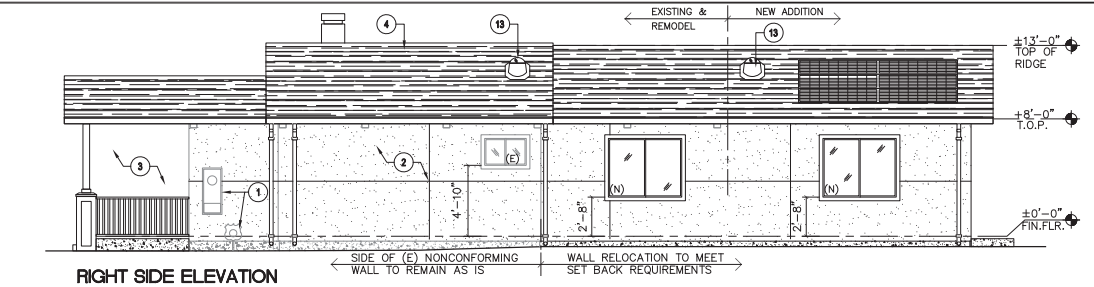 EXISTING & REMODEL
NEW ADDITION
4
13
13
±13'-0"
TOP OF
RIDGE
+8'-0"
T.O.P.
3
1
2
(E)
4'-10"
(N)
2'-8"
(N)
2'-8"
±0'-0"
FIN.FLR.
SIDE OF (E) NONCONFORMING
WALL TO REMAIN AS IS
WALL RELOCATION TO MEET
SET BACK REQUIREMENTS
RIGHT SIDE ELEVATION